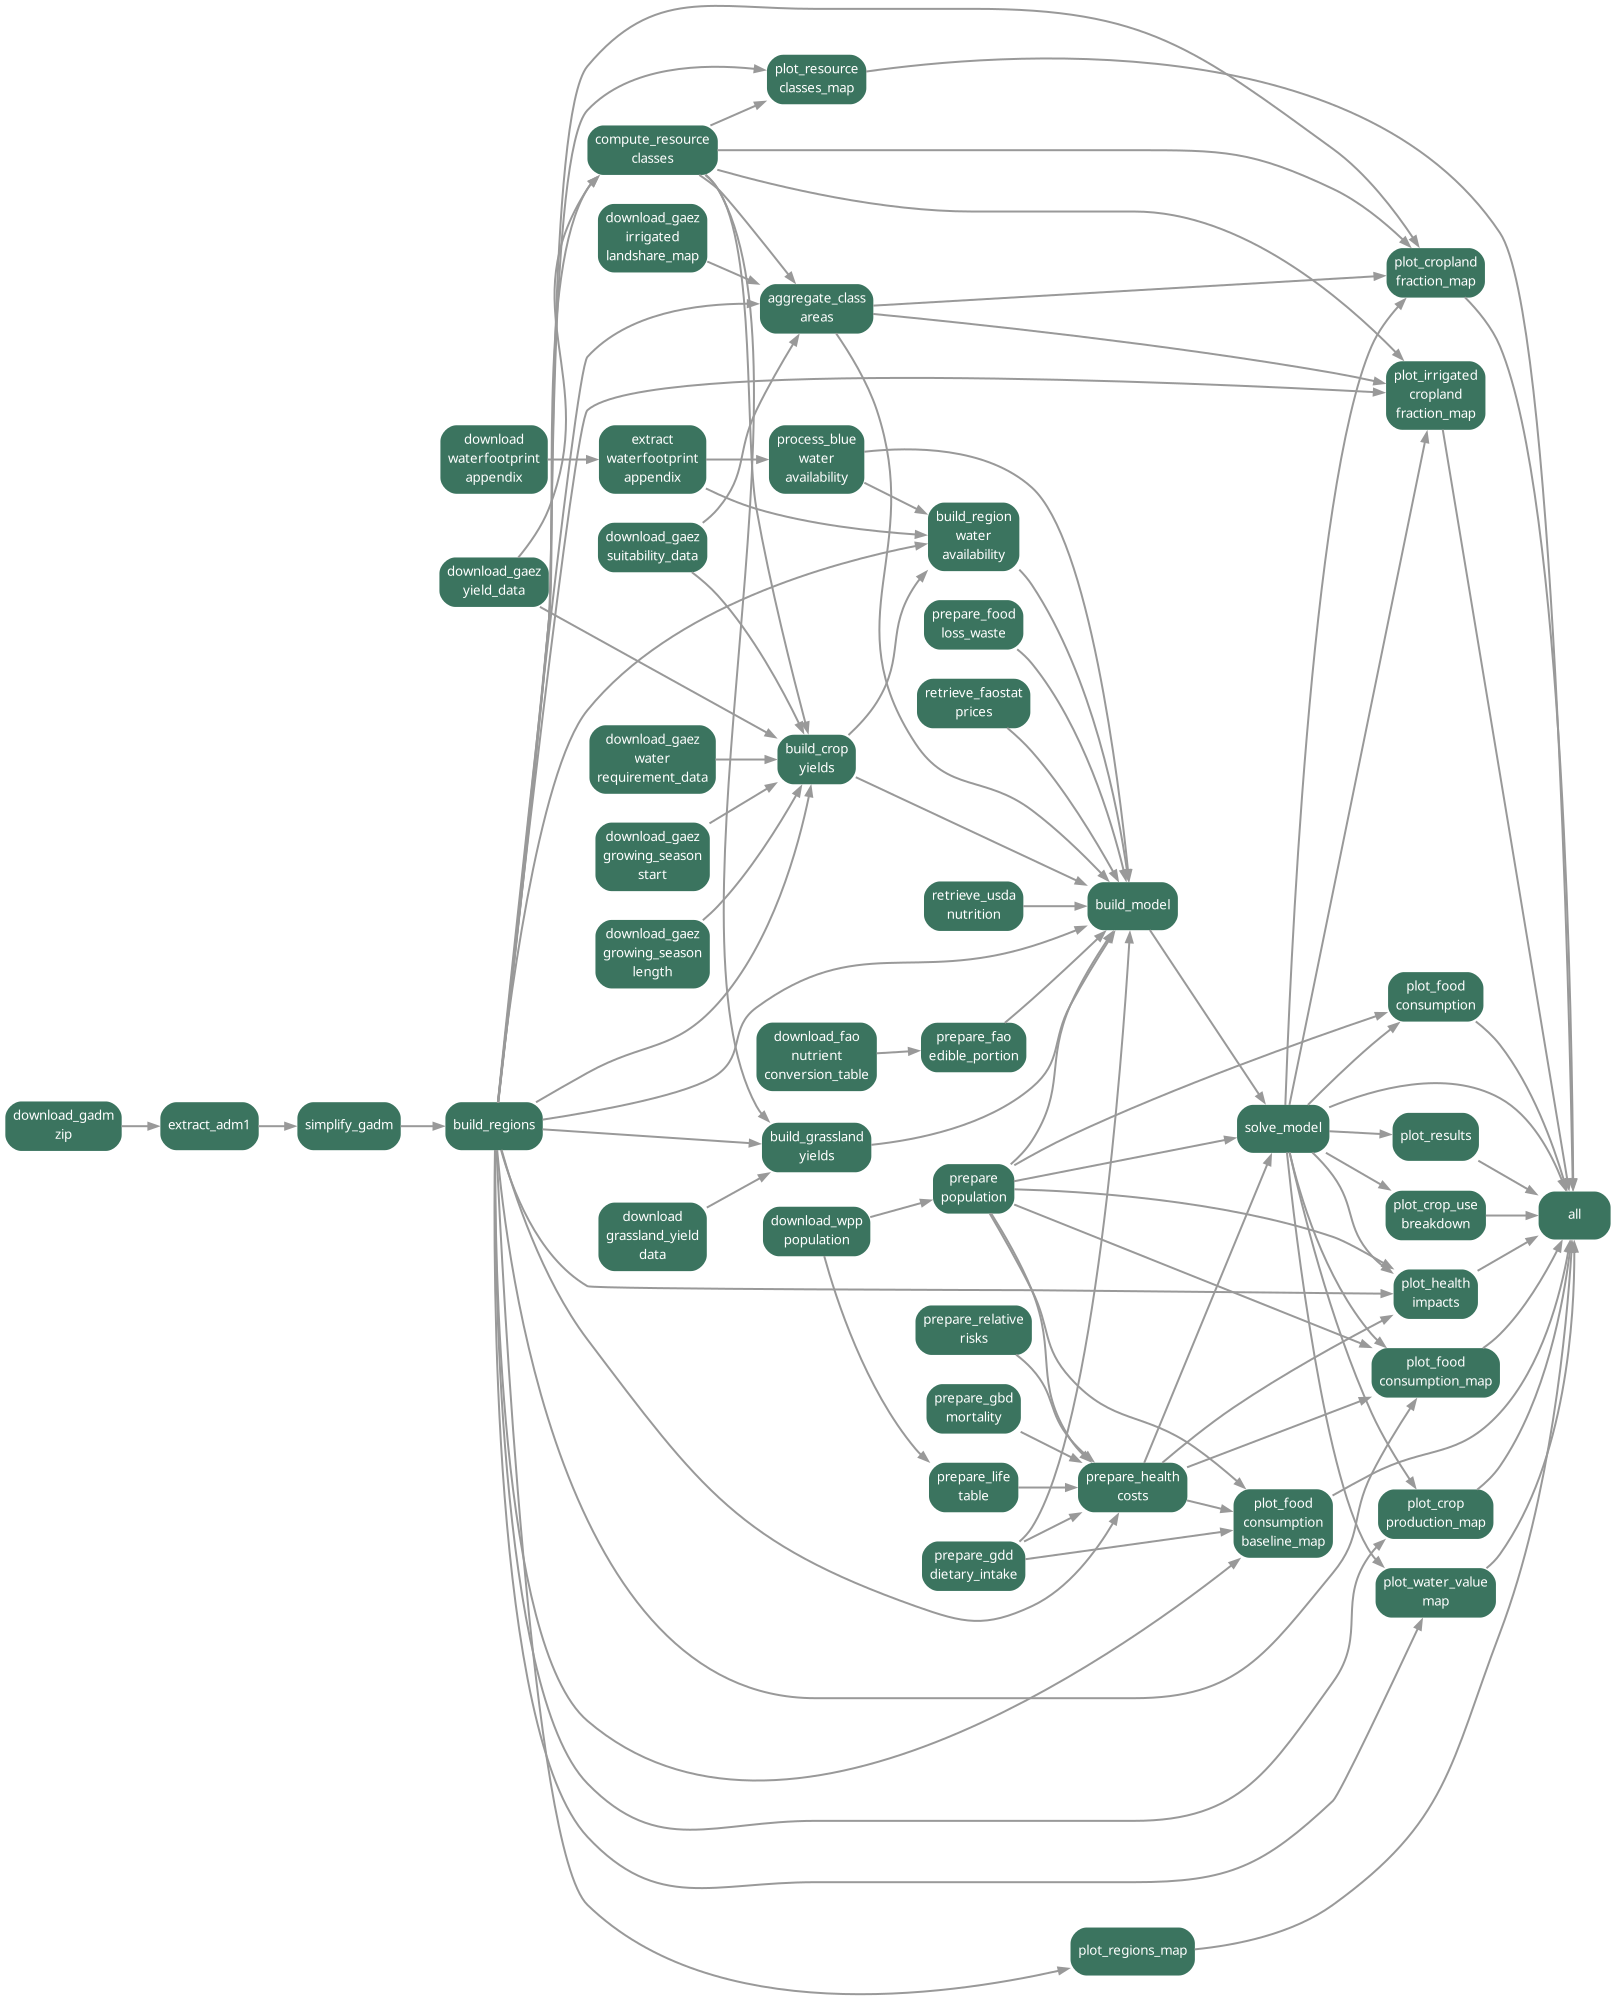 plot_resource
classes_map
compute_resource
classes
download_gaez
irrigated
landshare_map
plot_cropland
fraction_map
aggregate_class
areas
plot_irrigated
cropland
fraction_map
download
waterfootprint
appendix
extract
waterfootprint
appendix
process_blue
water
availability
build_region
water
availability
download_gaez
suitability_data
download_gaez
yield_data
prepare_food
loss_waste
retrieve_faostat
prices
download_gaez
water
requirement_data
build_crop
yields
download_gaez
growing_season
start
retrieve_usda
nutrition
build_model
download_gaez
growing_season
length
plot_food
consumption
download_fao
nutrient
conversion_table
prepare_fao
edible_portion
download_gadm
zip
extract_adm1
simplify_gadm
build_regions
build_grassland
yields
solve_model
plot_results
prepare
population
plot_crop_use
breakdown
all
download
grassland_yield
data
download_wpp
population
plot_health
impacts
prepare_relative
risks
plot_food
consumption_map
prepare_gbd
mortality
prepare_life
table
prepare_health
costs
plot_food
consumption
baseline_map
plot_crop
production_map
prepare_gdd
dietary_intake
plot_water_value
map
plot_regions_map